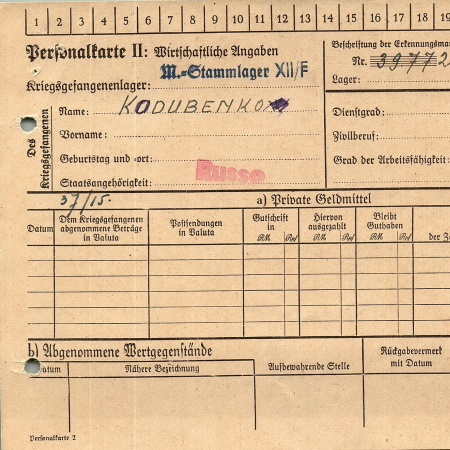 1 2 3 4 5 6 7 8 9 10 11 12 13 14 15 16 17 18 19
Personalkarte II: Wirtschaftliche Angaben
M.-Stammlager XII/F
Kriegsgefangenenlager:
Beschriftung der Erkennungsmar
Nr. 39772
Lager:
Des Kriegsgefangenen
Name: KODUBENKO
Vorname:
Geburtstag und -ort:
Staatsangehörigkeit: Russe
Dienstgrad:
Zivilberuf:
Grad der Arbeitsfähigkeit:
37/15.
a) Private Geldmittel
Datum
Dem Kriegsgefangenen abgenommene Beträge in Valuta
Postsendungen in Valuta
Gutschrift in
RM. Rpf
Hiervon ausgezahlt
RM. Rpf
Bleibt Guthaben
RM. Rpf
der Za
b) Abgenommene Wertgegenstände
Datum
Nähere Bezeichnung
Aufbewahrende Stelle
Rückgabevermerk mit Datum
Personalkarte 2